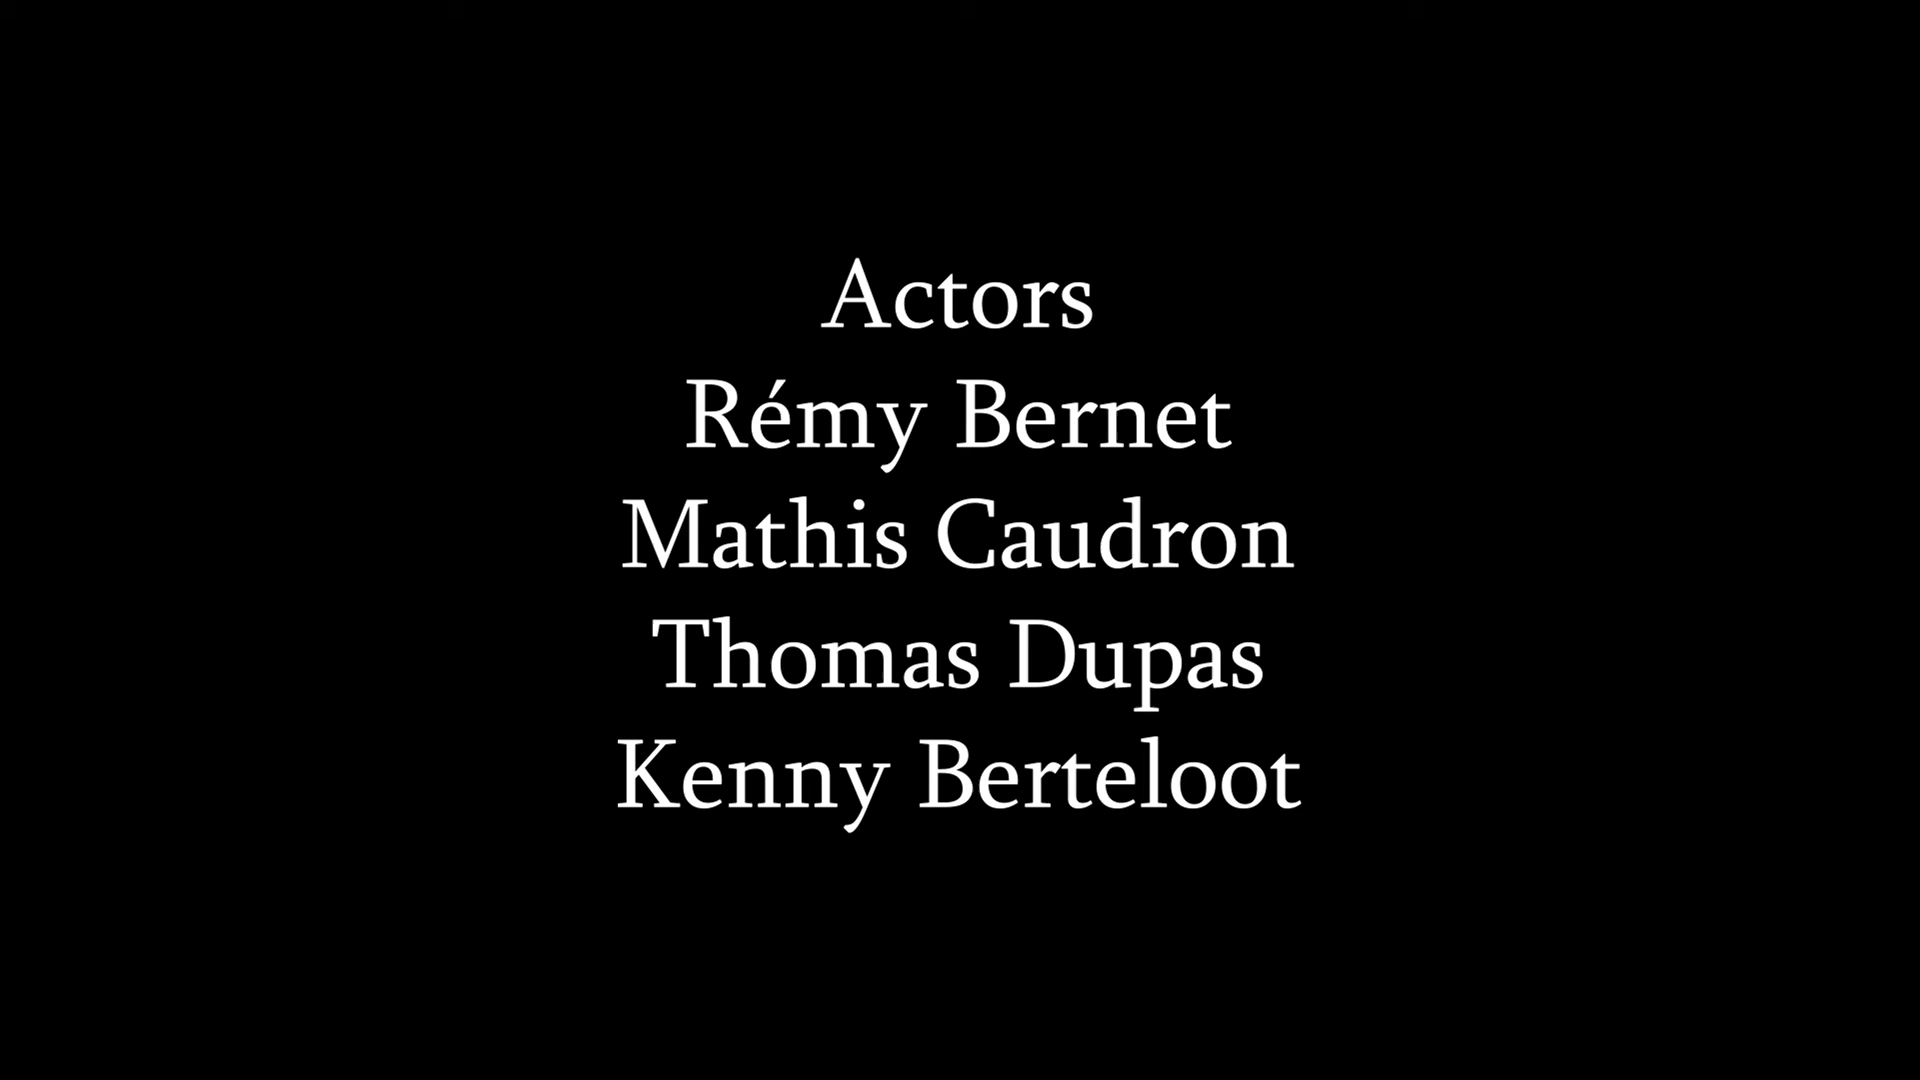 Actors
Rémy Bernet
Mathis Caudron
Thomas Dupas
Kenny Berteloot